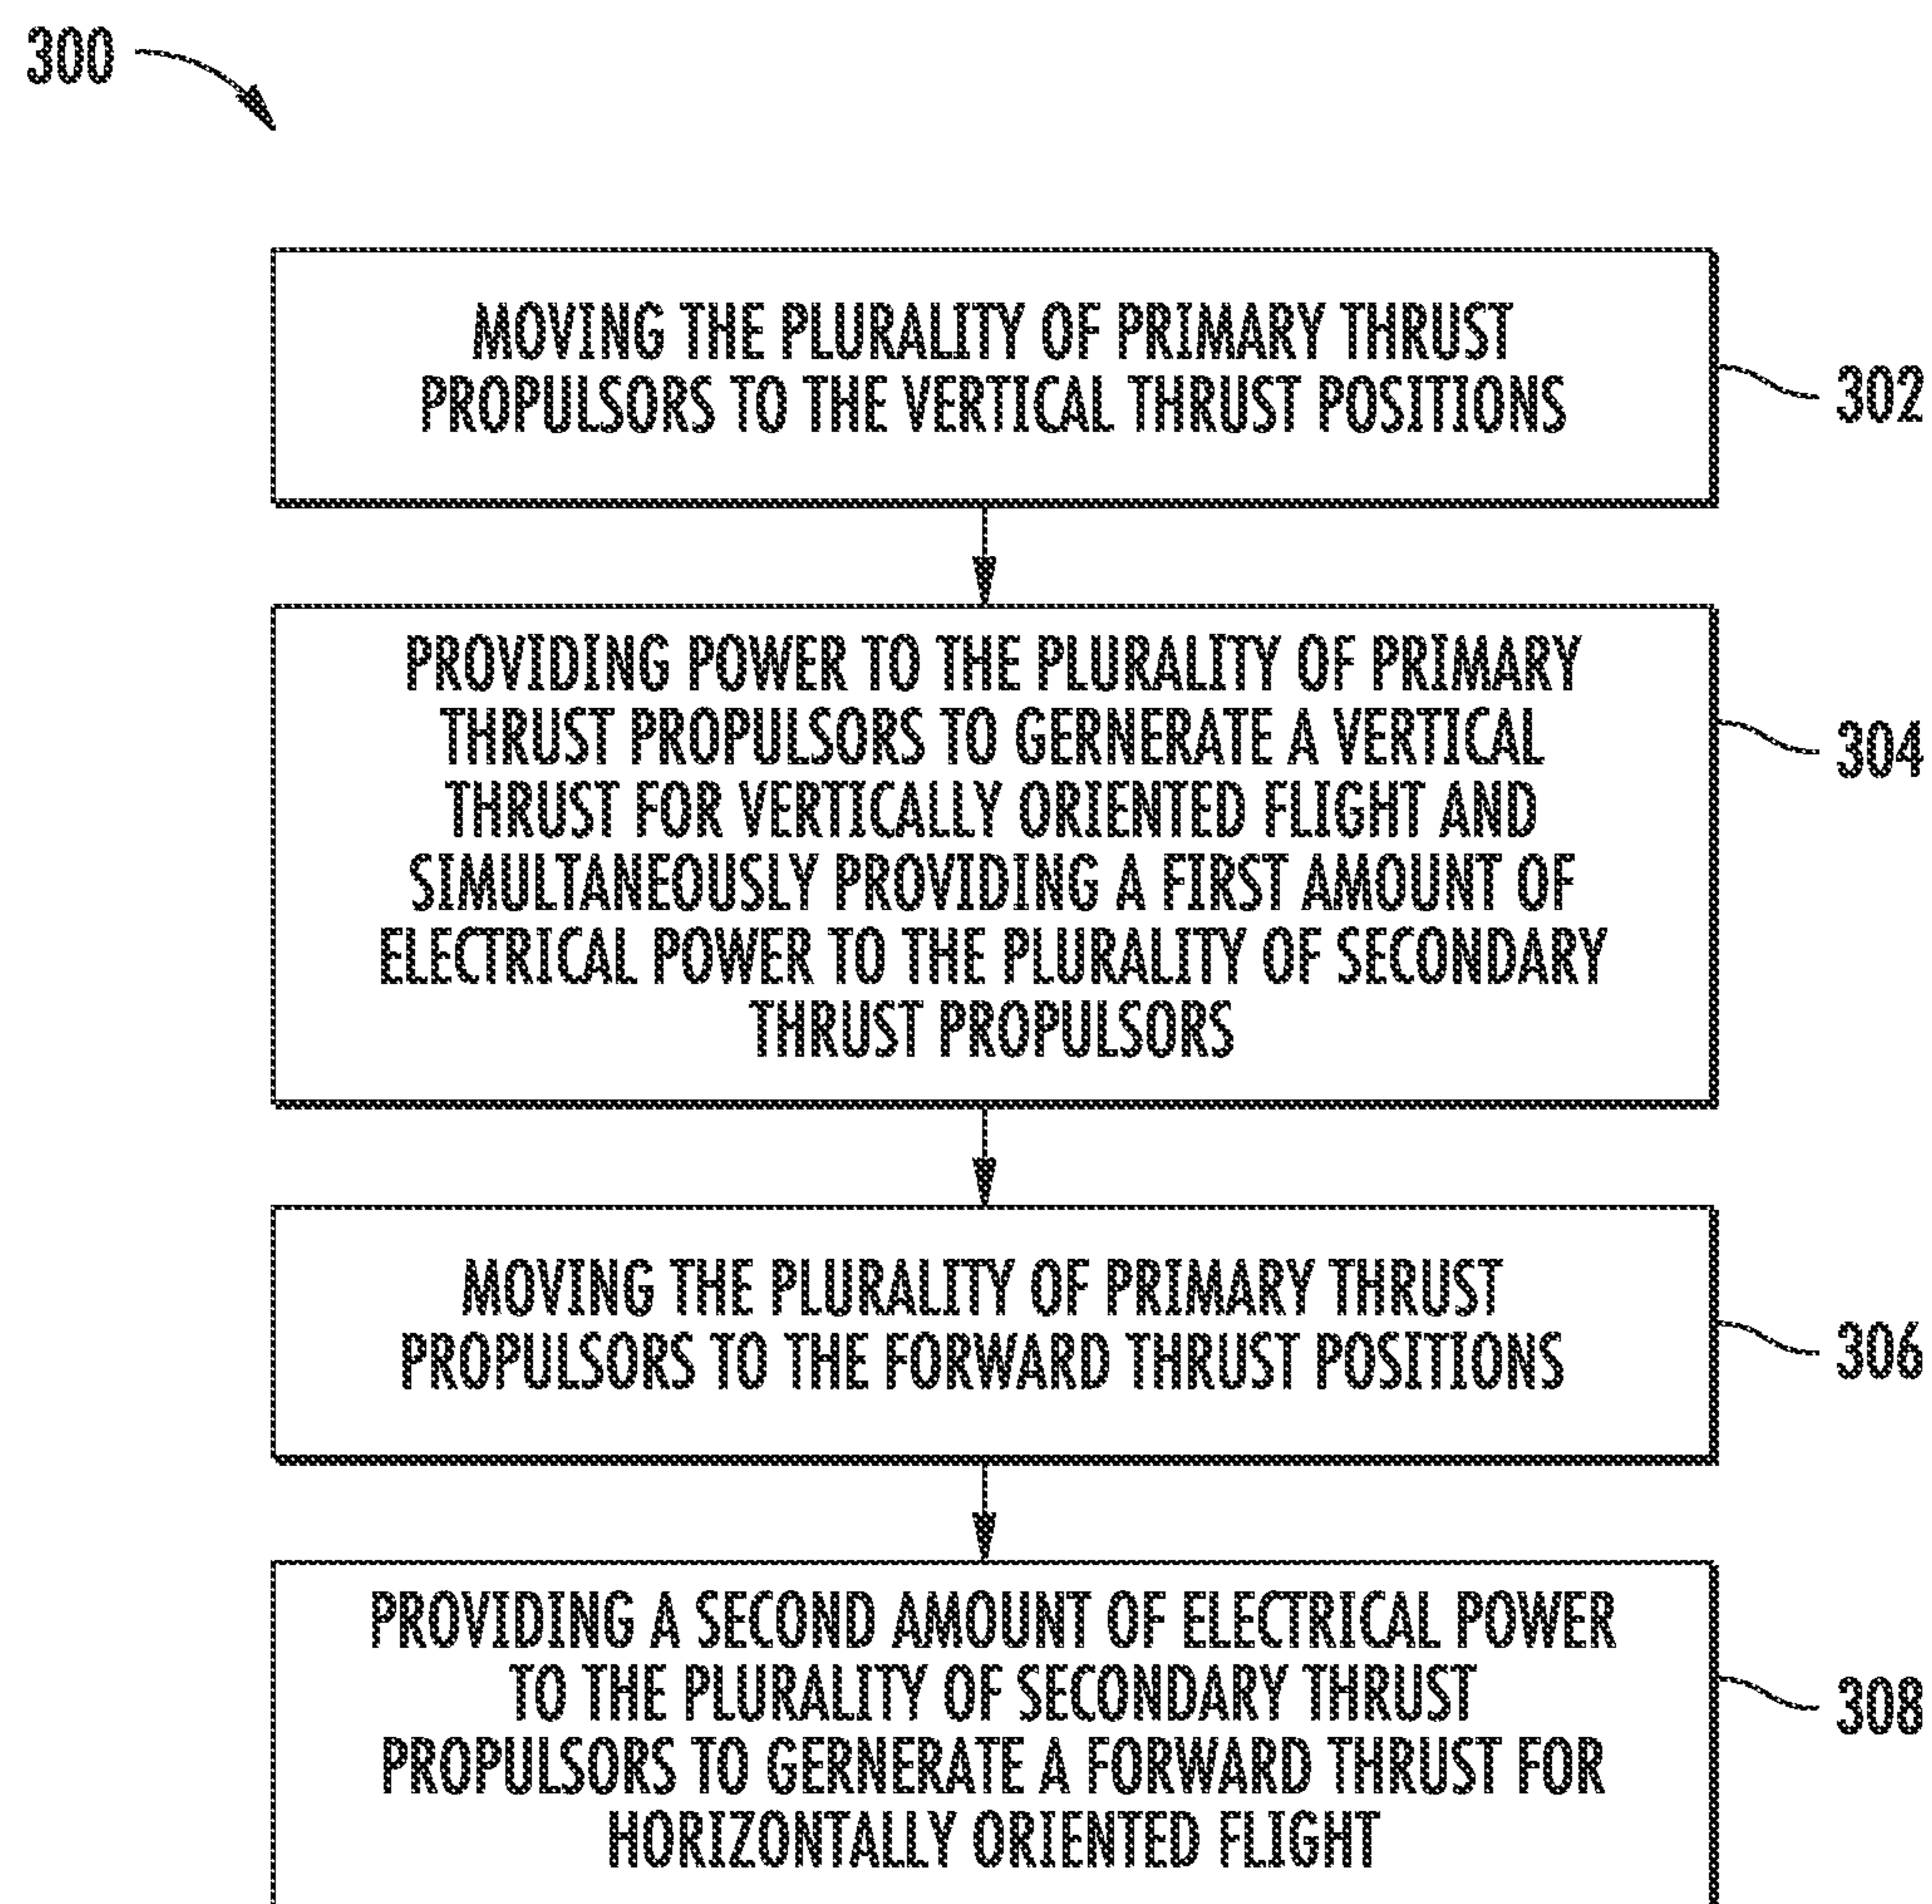 300
MOVING THE PLURALITY OF PRIMARY THRUST
PROPULSORS TO THE VERTICAL THRUST POSITIONS
302
PROVIDING POWER TO THE PLURALITY OF PRIMARY
THRUST PROPULSORS TO GERNERATE A VERTICAL
THRUST FOR VERTICALLY ORIENTED FLIGHT AND
SIMULTANEOUSLY PROVIDING A FIRST AMOUNT OF
ELECTRICAL POWER TO THE PLURALITY OF SECONDARY
THRUST PROPULSORS
304
MOVING THE PLURALITY OF PRIMARY THRUST
PROPULSORS TO THE FORWARD THRUST POSITIONS
306
PROVIDING A SECOND AMOUNT OF ELECTRICAL POWER
TO THE PLURALITY OF SECONDARY THRUST
PROPULSORS TO GERNERATE A FORWARD THRUST FOR
HORIZONTALLY ORIENTED FLIGHT
308